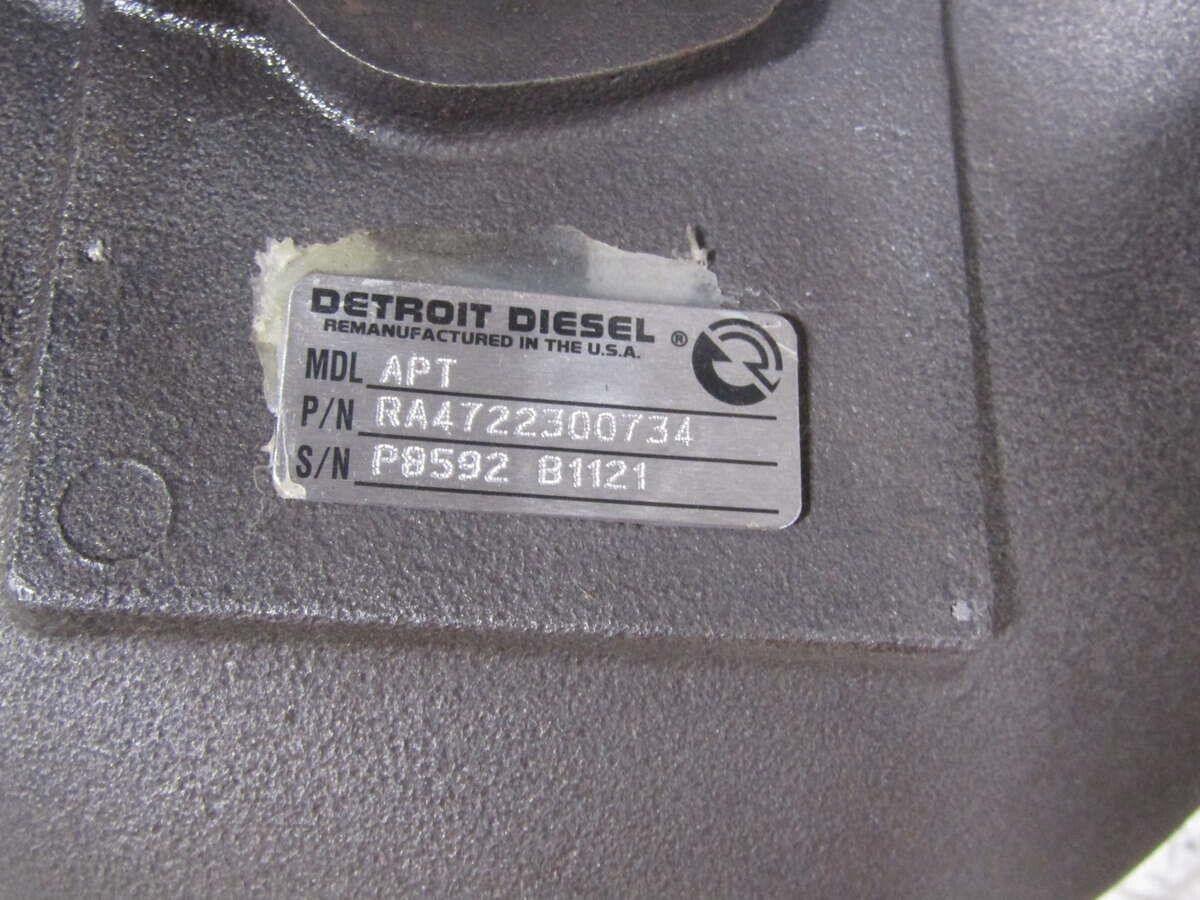 DETROIT DIESEL ®
REMANUFACTURED IN THE U.S.A.
MDL APT
P/N RA4722300734
S/N P8592 B1121